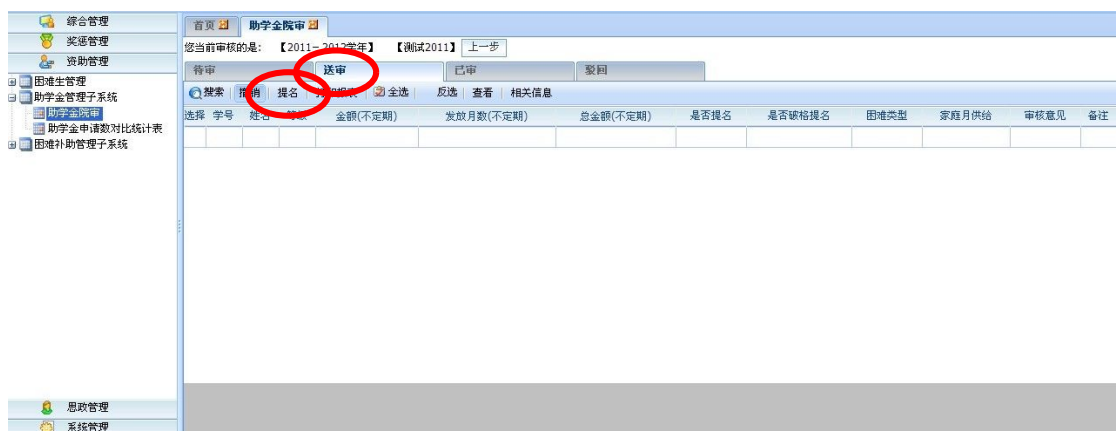 综合管理
奖惩管理
资助管理
困难生管理
助学金管理子系统
助学金院审
助学金申请数对比统计表
困难补助管理子系统
思政管理
系统管理
首页 助学金院审
您当前审核的是: 【2011-2012学年】 【测试2011】 上一步
待审 送审 已审 驳回
搜索 撤销 提名 全选 反选 查看 相关信息
选择 学号 姓名 金额(不定期) 发放月数(不定期) 总金额(不定期) 是否提名 是否破格提名 困难类型 家庭月供给 审核意见 备注